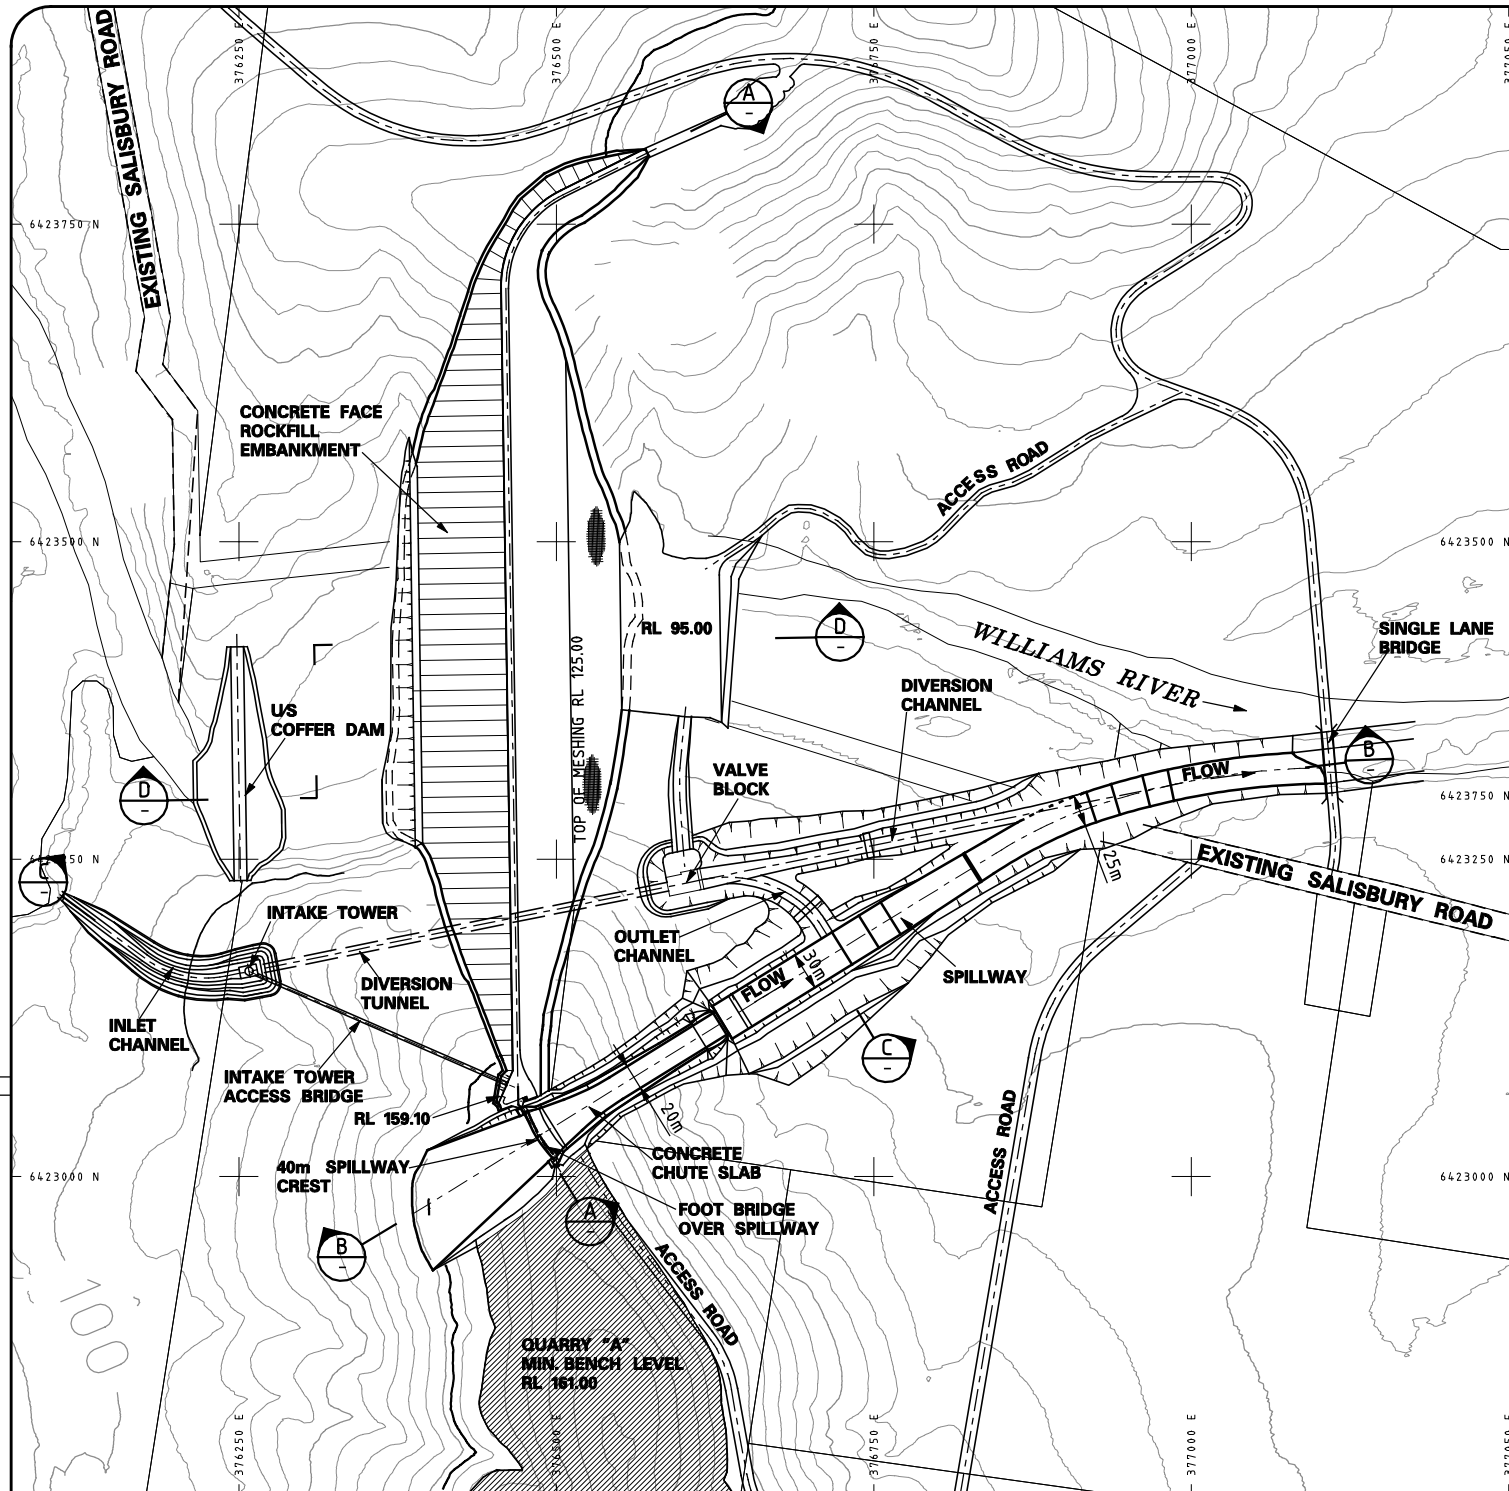 376250 E
376500 E
376750 E
377000 E
EXISTING SALISBURY ROAD
EXISTING SALISBURY ROAD
A
-
6423750 N
CONCRETE FACE
ROCKFILL
EMBANKMENT
ACCESS ROAD
6423500 N
6423500 N
RL 95.00
D
-
WILLIAMS RIVER
SINGLE LANE
BRIDGE
TOP OF MESHING RL 125.00
DIVERSION
CHANNEL
U/S
COFFER DAM
VALVE
BLOCK
FLOW
B
-
D
-
6423750 N
6423250 N
6423250 N
25m
EXISTING SALISBURY ROAD
C
-
INTAKE TOWER
OUTLET
CHANNEL
SPILLWAY
30m
FLOW
DIVERSION
TUNNEL
INLET
CHANNEL
C
-
INTAKE TOWER
ACCESS BRIDGE
RL 159.10
20m
ACCESS ROAD
40m SPILLWAY
CREST
CONCRETE
CHUTE SLAB
6423000 N
6423000 N
FOOT BRIDGE
OVER SPILLWAY
A
-
B
-
ACCESS ROAD
100
QUARRY "A"
MIN. BENCH LEVEL
RL 161.00
376250 E
376500 E
376750 E
377000 E